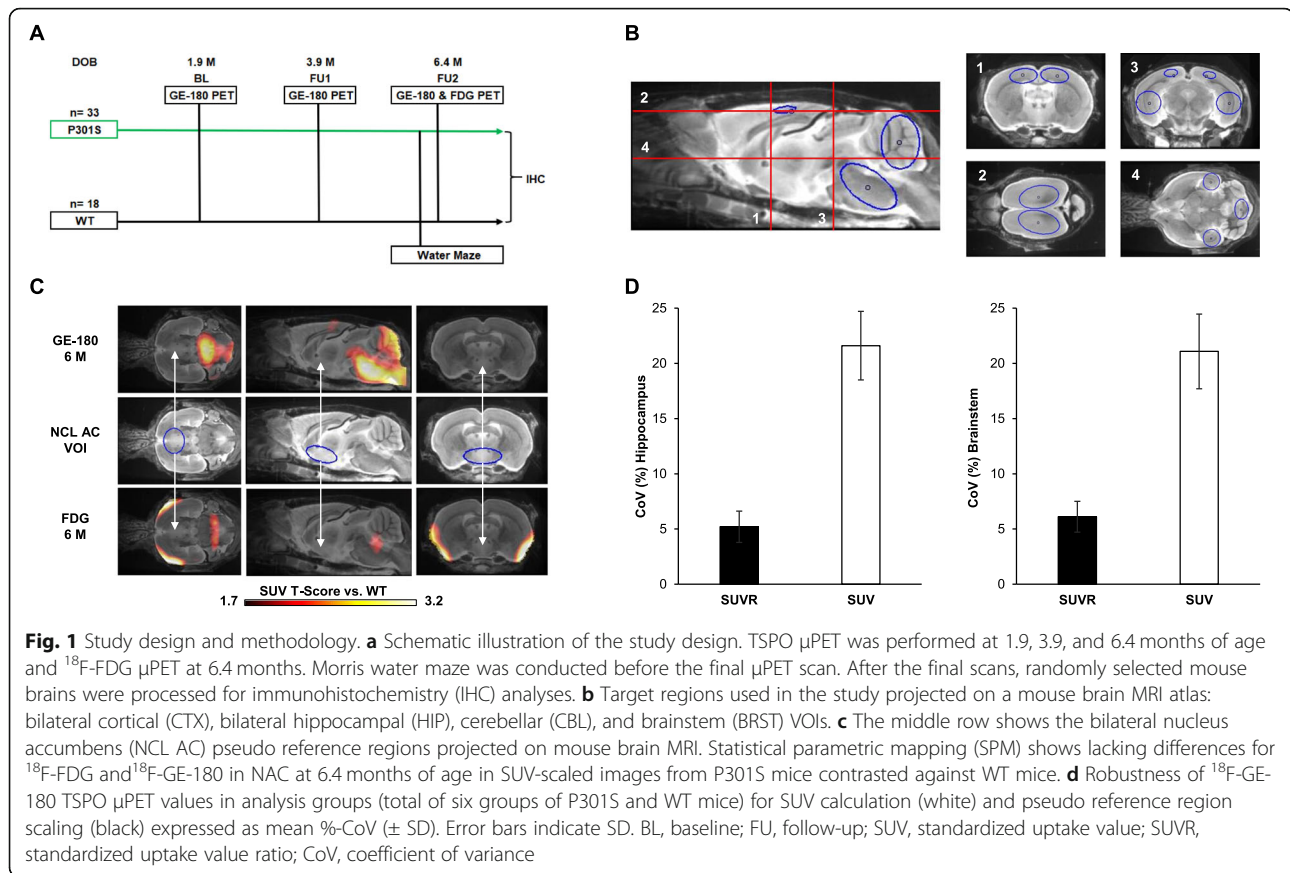 A
DOB
1.9 M
3.9 M
6.4 M
BL
FU1
FU2
GE-180 PET
GE-180 PET
GE-180 & FDG PET
n= 33
P301S
IHC
n= 18
WT
Water Maze
B
2
4
1
3
1
3
2
4
C
GE-180
6 M
NCL AC
VOI
FDG
6 M
SUV T-Score vs. WT
1.7
3.2
D
CoV (%) Hippocampus
25
20
15
10
5
0
SUVR
SUV
CoV (%) Brainstem
25
20
15
10
5
0
SUVR
SUV
Fig. 1 Study design and methodology. a Schematic illustration of the study design. TSPO μPET was performed at 1.9, 3.9, and 6.4 months of age
and ¹⁸F-FDG μPET at 6.4 months. Morris water maze was conducted before the final μPET scan. After the final scans, randomly selected mouse
brains were processed for immunohistochemistry (IHC) analyses. b Target regions used in the study projected on a mouse brain MRI atlas:
bilateral cortical (CTX), bilateral hippocampal (HIP), cerebellar (CBL), and brainstem (BRST) VOIs. c The middle row shows the bilateral nucleus
accumbens (NCL AC) pseudo reference regions projected on mouse brain MRI. Statistical parametric mapping (SPM) shows lacking differences for
¹⁸F-FDG and¹⁸F-GE-180 in NAC at 6.4 months of age in SUV-scaled images from P301S mice contrasted against WT mice. d Robustness of ¹⁸F-GE-
180 TSPO μPET values in analysis groups (total of six groups of P301S and WT mice) for SUV calculation (white) and pseudo reference region
scaling (black) expressed as mean %-CoV (± SD). Error bars indicate SD. BL, baseline; FU, follow-up; SUV, standardized uptake value; SUVR,
standardized uptake value ratio; CoV, coefficient of variance